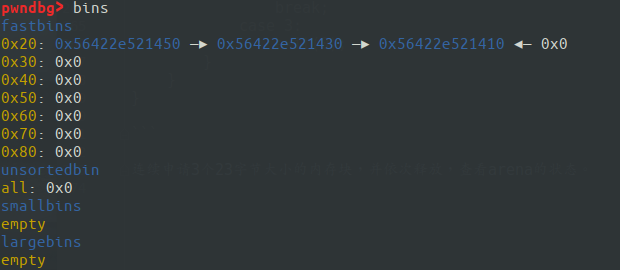 pwndbg> bins
fastbins
0x20: 0x56422e521450 —▸ 0x56422e521430 —▸ 0x56422e521410 ◂— 0x0
0x30: 0x0
0x40: 0x0
0x50: 0x0
0x60: 0x0
0x70: 0x0
0x80: 0x0
unsortedbin
all: 0x0
smallbins
empty
largebins
empty